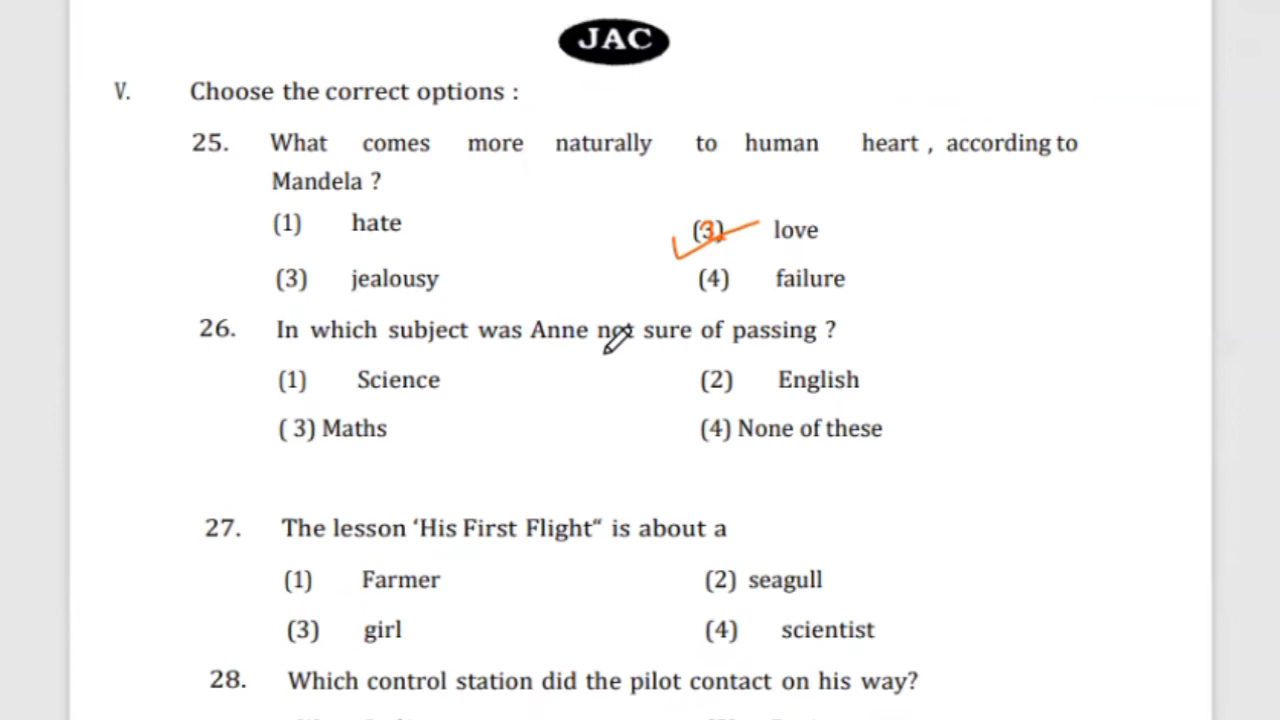 JAC
V. Choose the correct options :
25. What comes more naturally to human heart , according to
Mandela ?
(1) hate (3) love
(3) jealousy (4) failure
26. In which subject was Anne not sure of passing ?
(1) Science (2) English
( 3) Maths (4) None of these
27. The lesson ‘His First Flight“ is about a
(1) Farmer (2) seagull
(3) girl (4) scientist
28. Which control station did the pilot contact on his way?